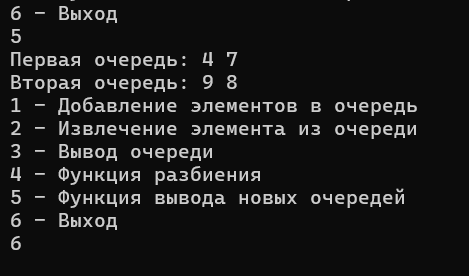 6 – Выход
5
Первая очередь: 4 7
Вторая очередь: 9 8
1 – Добавление элементов в очередь
2 – Извлечение элемента из очереди
3 – Вывод очереди
4 – Функция разбиения
5 – Функция вывода новых очередей
6 – Выход
6